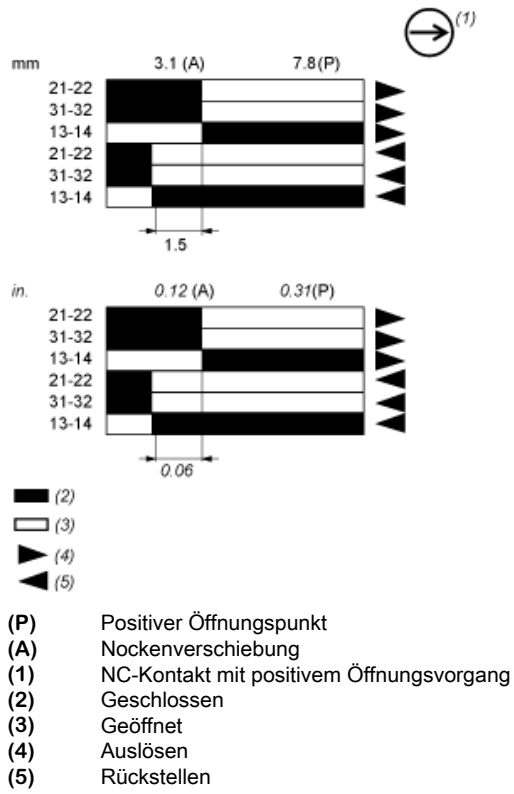 (1)
mm 3.1 (A) 7.8(P)
21-22
31-32
13-14
21-22
31-32
13-14
1.5
in. 0.12 (A) 0.31(P)
21-22
31-32
13-14
21-22
31-32
13-14
0.06
(2)
(3)
(4)
(5)
(P) Positiver Öffnungspunkt
(A) Nockenverschiebung
(1) NC-Kontakt mit positivem Öffnungsvorgang
(2) Geschlossen
(3) Geöffnet
(4) Auslösen
(5) Rückstellen